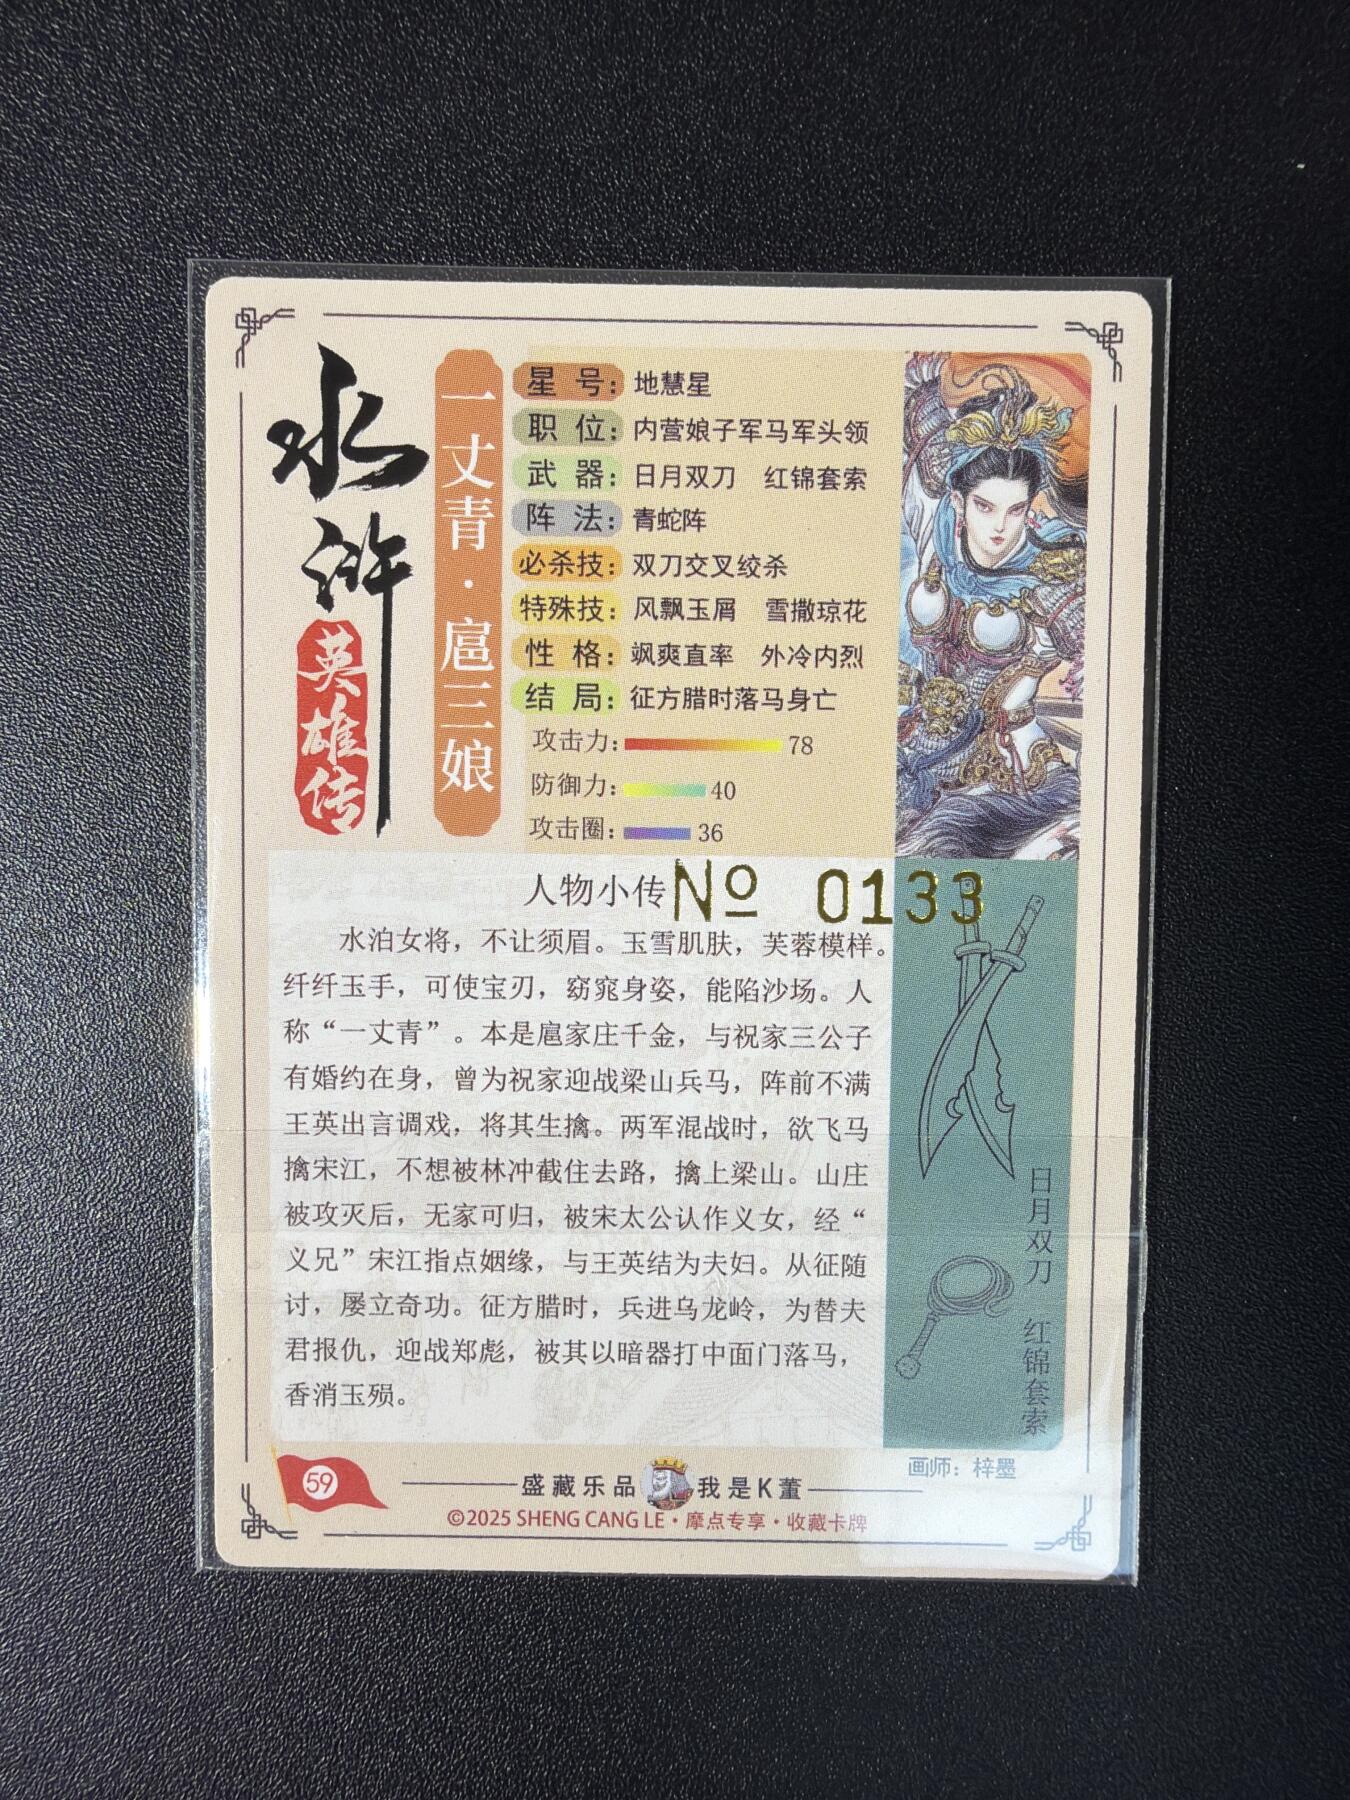 水浒
英雄传
一丈青·扈三娘
星号：地慧星
职位：内营娘子军马军头领
武器：日月双刀 红锦套索
阵法：青蛇阵
必杀技：双刀交叉绞杀
特殊技：风飘玉屑 雪撒琼花
性格：飒爽直率 外冷内烈
结局：征方腊时落马身亡
攻击力：78
防御力：40
攻击圈：36
人物小传
№ 0133
水泊女将，不让须眉。玉雪肌肤，芙蓉模样。
纤纤玉手，可使宝刃，窈窕身姿，能陷沙场。人
称“一丈青”。本是扈家庄千金，与祝家三公子
有婚约在身，曾为祝家迎战梁山兵马，阵前不满
王英出言调戏，将其生擒。两军混战时，欲飞马
擒宋江，不想被林冲截住去路，擒上梁山。山庄
被攻灭后，无家可归，被宋太公认作义女，经“
义兄”宋江指点姻缘，与王英结为夫妇。从征随
讨，屡立奇功。征方腊时，兵进乌龙岭，为替夫
君报仇，迎战郑彪，被其以暗器打中面门落马，
香消玉殒。
日月双刀 红锦套索
画师：梓墨
59
盛藏乐品 我是K董
©2025 SHENG CANG LE·摩点专享·收藏卡牌